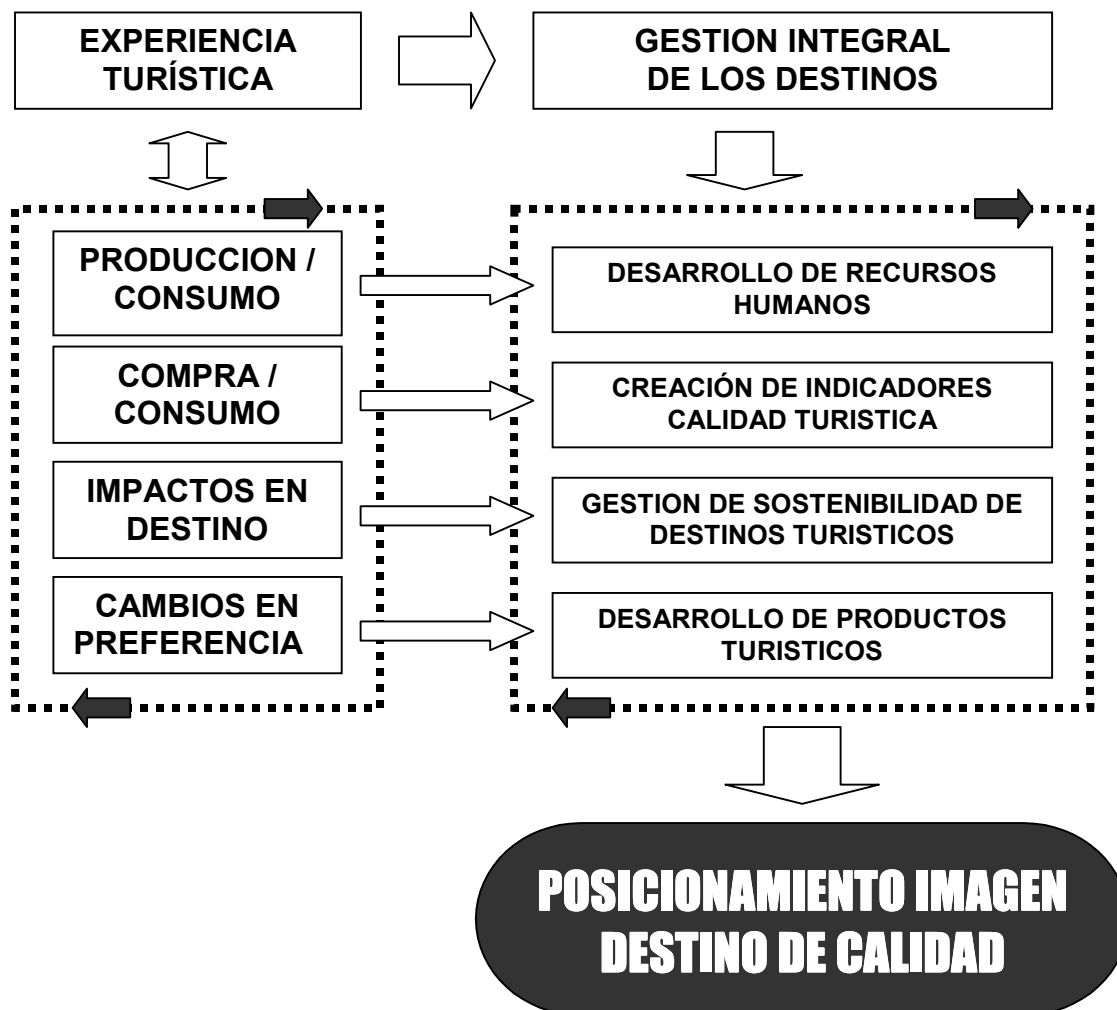 EXPERIENCIA
TURÍSTICA
GESTION INTEGRAL
DE LOS DESTINOS
PRODUCCION /
CONSUMO
COMPRA /
CONSUMO
IMPACTOS EN
DESTINO
CAMBIOS EN
PREFERENCIA
DESARROLLO DE RECURSOS
HUMANOS
CREACIÓN DE INDICADORES
CALIDAD TURISTICA
GESTION DE SOSTENIBILIDAD DE
DESTINOS TURISTICOS
DESARROLLO DE PRODUCTOS
TURISTICOS
POSICIONAMIENTO IMAGEN
DESTINO DE CALIDAD